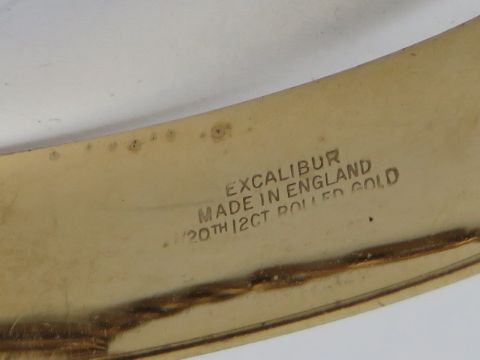 EXCALIBUR
MADE IN ENGLAND
1/20TH 12CT ROLLED GOLD